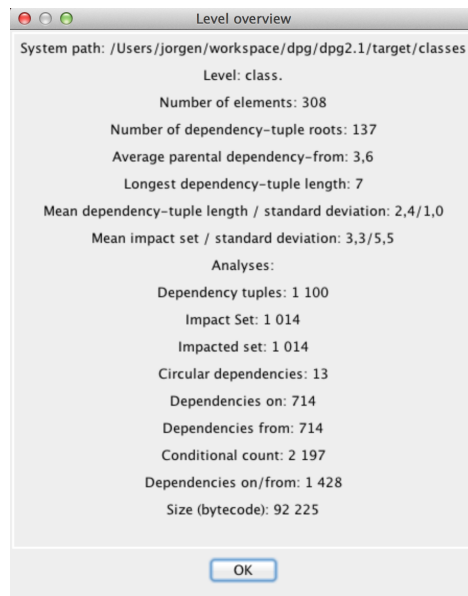 Level overview
System path: /Users/jorgen/workspace/dpg/dpg2.1/target/classes
Level: class.
Number of elements: 308
Number of dependency-tuple roots: 137
Average parental dependency-from: 3,6
Longest dependency-tuple length: 7
Mean dependency-tuple length / standard deviation: 2,4/1,0
Mean impact set / standard deviation: 3,3/5,5
Analyses:
Dependency tuples: 1 100
Impact Set: 1 014
Impacted set: 1 014
Circular dependencies: 13
Dependencies on: 714
Dependencies from: 714
Conditional count: 2 197
Dependencies on/from: 1 428
Size (bytecode): 92 225
OK